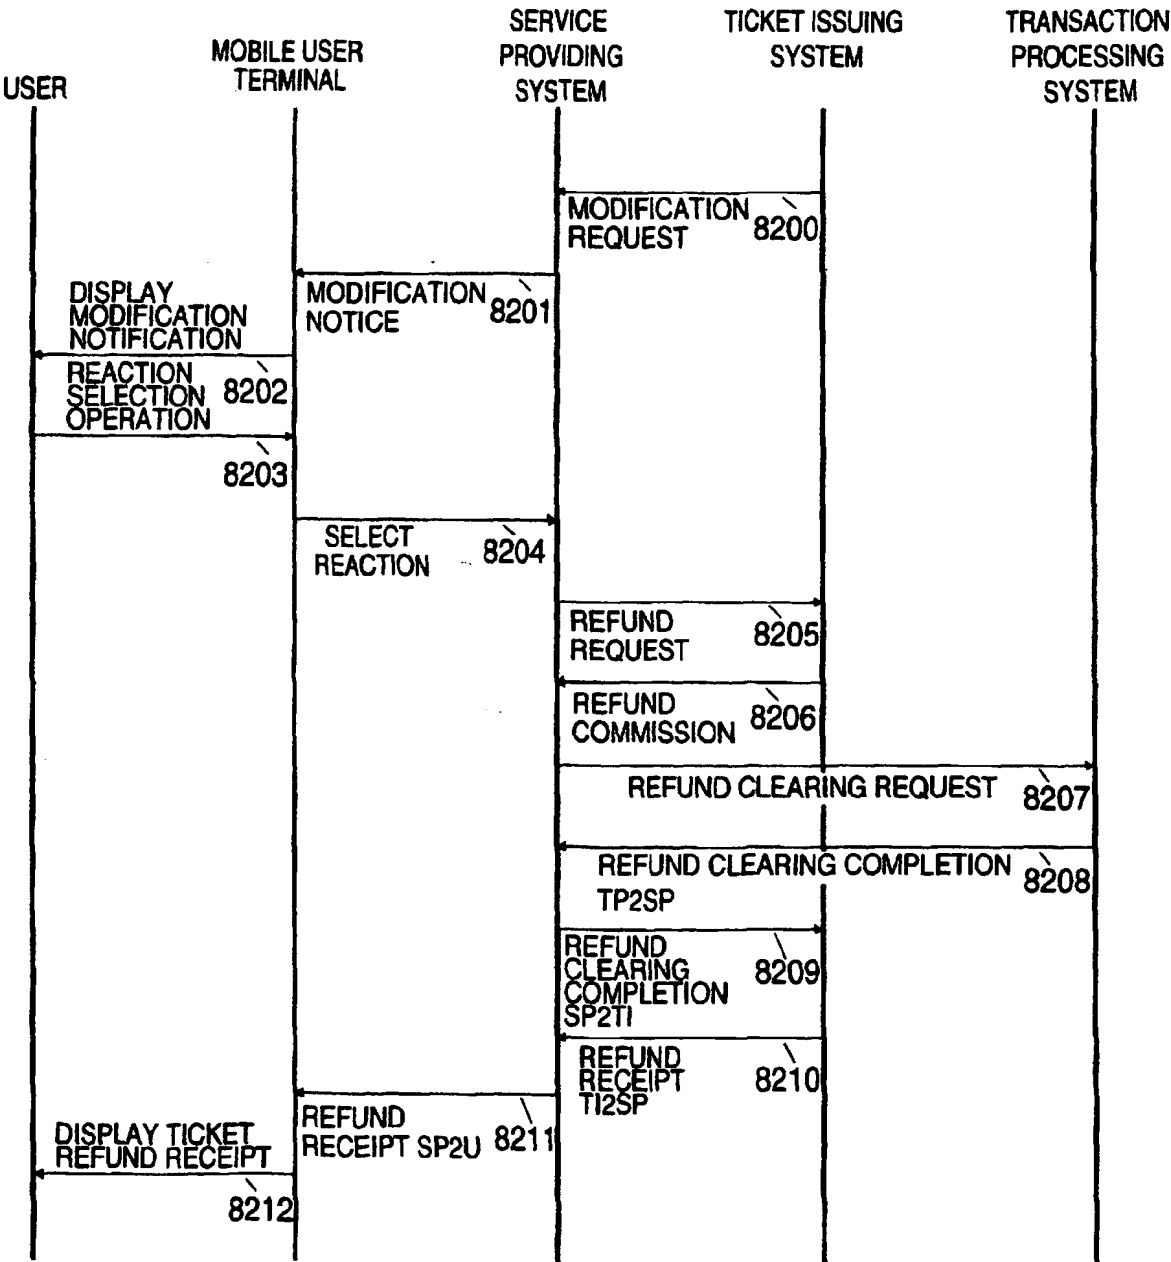 USER
MOBILE USER
TERMINAL
SERVICE
PROVIDING
SYSTEM
TICKET ISSUING
SYSTEM
TRANSACTION
PROCESSING
SYSTEM
MODIFICATION
REQUEST
8200
MODIFICATION
NOTICE
8201
DISPLAY
MODIFICATION
NOTIFICATION
8202
REACTION
SELECTION
OPERATION
8203
SELECT
REACTION
8204
REFUND
REQUEST
8205
REFUND
COMMISSION
8206
REFUND CLEARING REQUEST
8207
REFUND CLEARING COMPLETION
TP2SP
8208
REFUND
CLEARING
COMPLETION
SP2TI
8209
REFUND
RECEIPT
TI2SP
8210
REFUND
RECEIPT SP2U
8211
DISPLAY TICKET
REFUND RECEIPT
8212